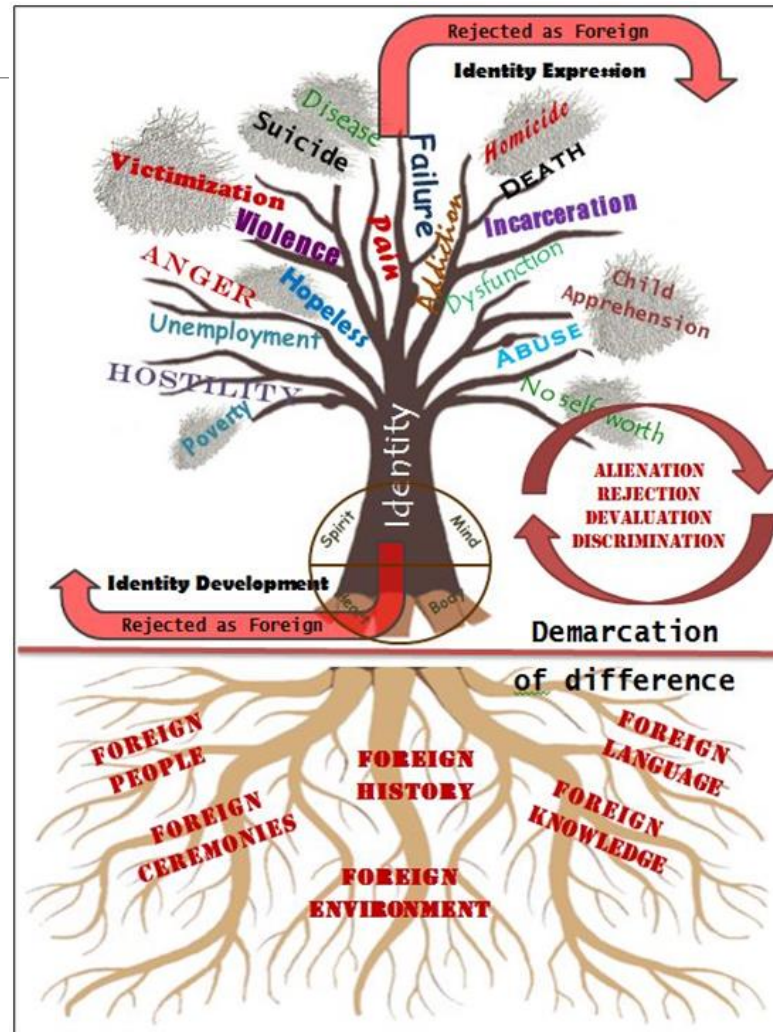 Rejected as Foreign
Identity Expression
Disease
Suicide
Failure
Homicide
DEATH
Victimization
Violence
Pain
Addiction
Incarceration
ANGER
Hopeless
Dysfunction
Child
Apprehension
Unemployment
ABUSE
HOSTILITY
No self worth
Poverty
Identity
ALIENATION
REJECTION
DEVALUATION
DISCRIMINATION
Spirit
Mind
Identity Development
Heart
Body
Rejected as Foreign
Demarcation
of difference
FOREIGN
PEOPLE
FOREIGN
HISTORY
FOREIGN
LANGUAGE
FOREIGN
CEREMONIES
FOREIGN
KNOWLEDGE
FOREIGN
ENVIRONMENT